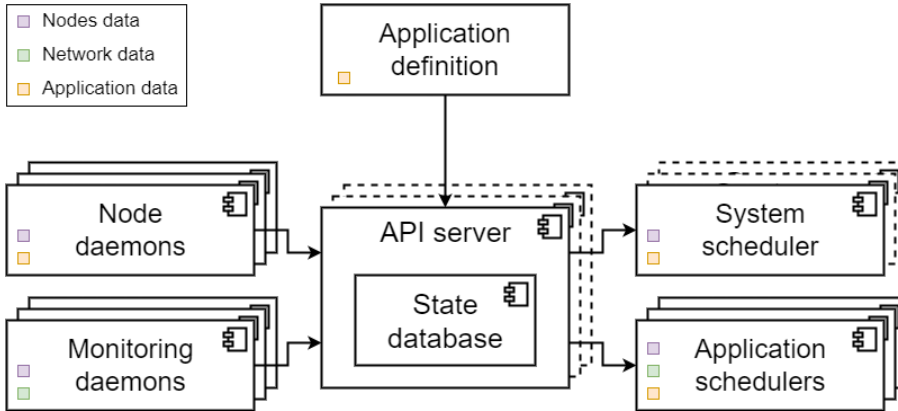 Nodes data
Network data
Application data
Application
definition
Node
daemons
API server
System
scheduler
State
database
Monitoring
daemons
Application
schedulers